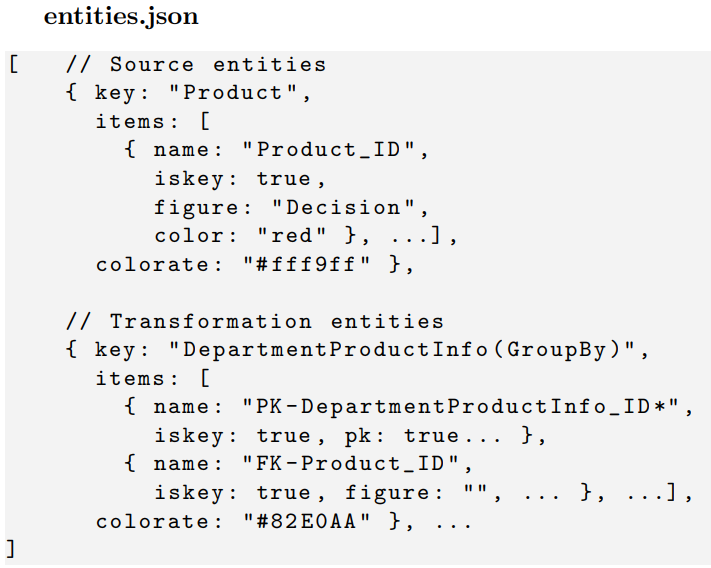 entities.json
[   // Source entities
    { key: "Product",
      items: [
        { name: "Product_ID",
          iskey: true,
          figure: "Decision",
          color: "red" }, ...],
      colorate: "#fff9ff" },

    // Transformation entities
    { key: "DepartmentProductInfo(GroupBy)",
      items: [
        { name: "PK-DepartmentProductInfo_ID*",
          iskey: true, pk: true... },
        { name: "FK-Product_ID",
          iskey: true, figure: "", ... }, ...],
      colorate: "#82E0AA" }, ...
]